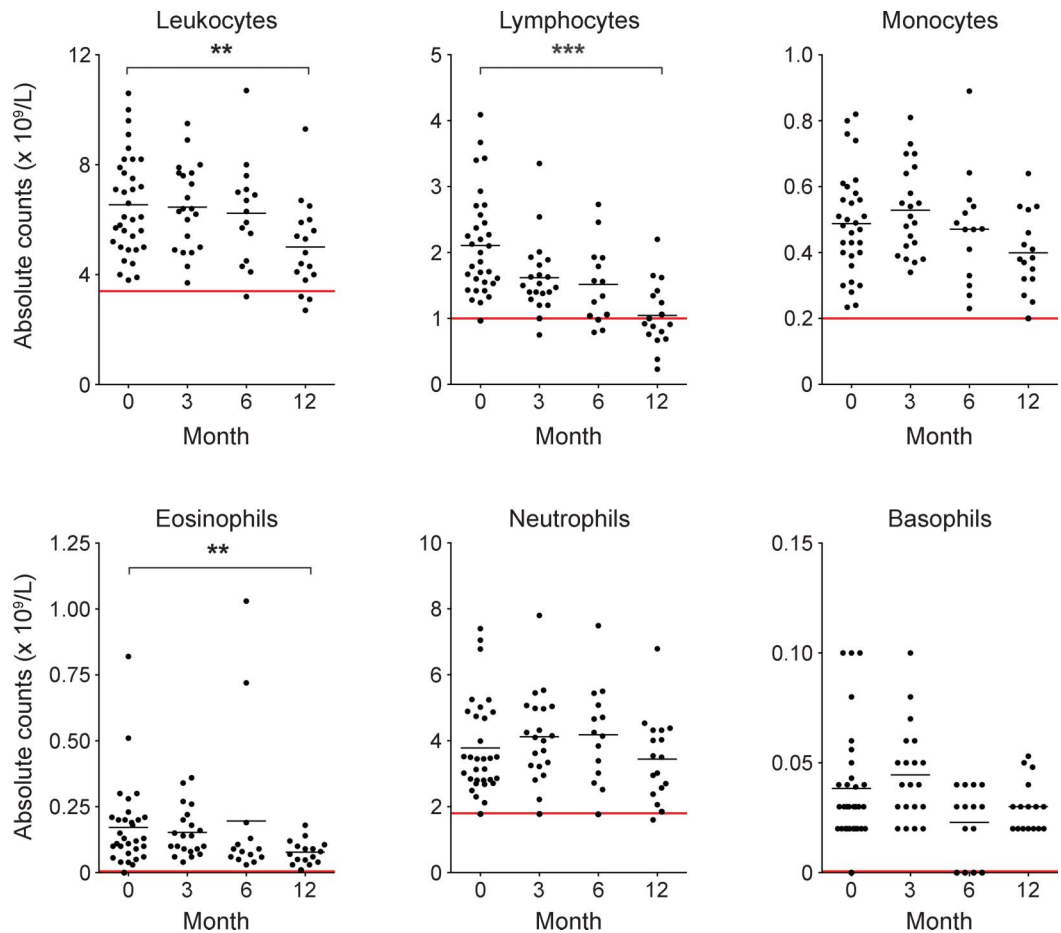 Leukocytes
**
Absolute counts (x 10⁹/L)
12
8
4
0
0 3 6 12
Month
Lymphocytes
***
5
4
3
2
1
0
0 3 6 12
Month
Monocytes
1.0
0.8
0.6
0.4
0.2
0
0 3 6 12
Month
Eosinophils
**
Absolute counts (x 10⁹/L)
1.25
1.00
0.75
0.50
0.25
0
0 3 6 12
Month
Neutrophils
10
8
6
4
2
0
0 3 6 12
Month
Basophils
0.15
0.10
0.05
0
0 3 6 12
Month